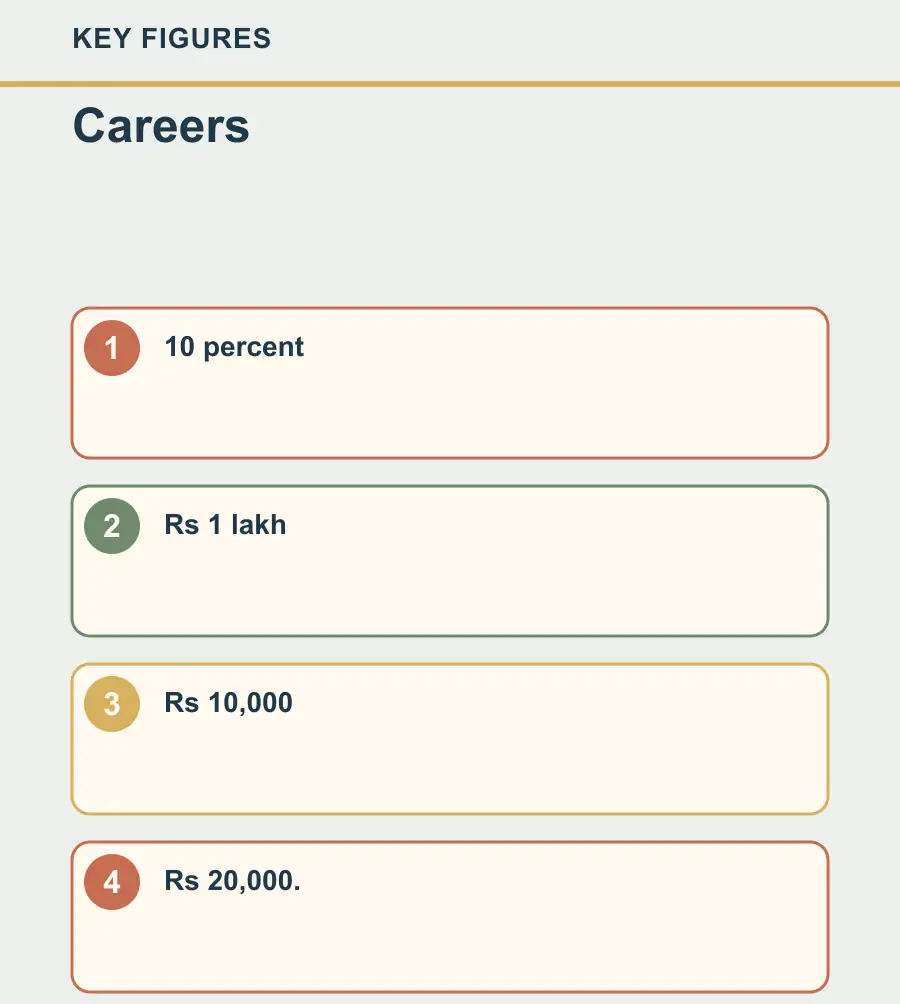 KEY FIGURES
Careers
1 10 percent
2 Rs 1 lakh
3 Rs 10,000
4 Rs 20,000.